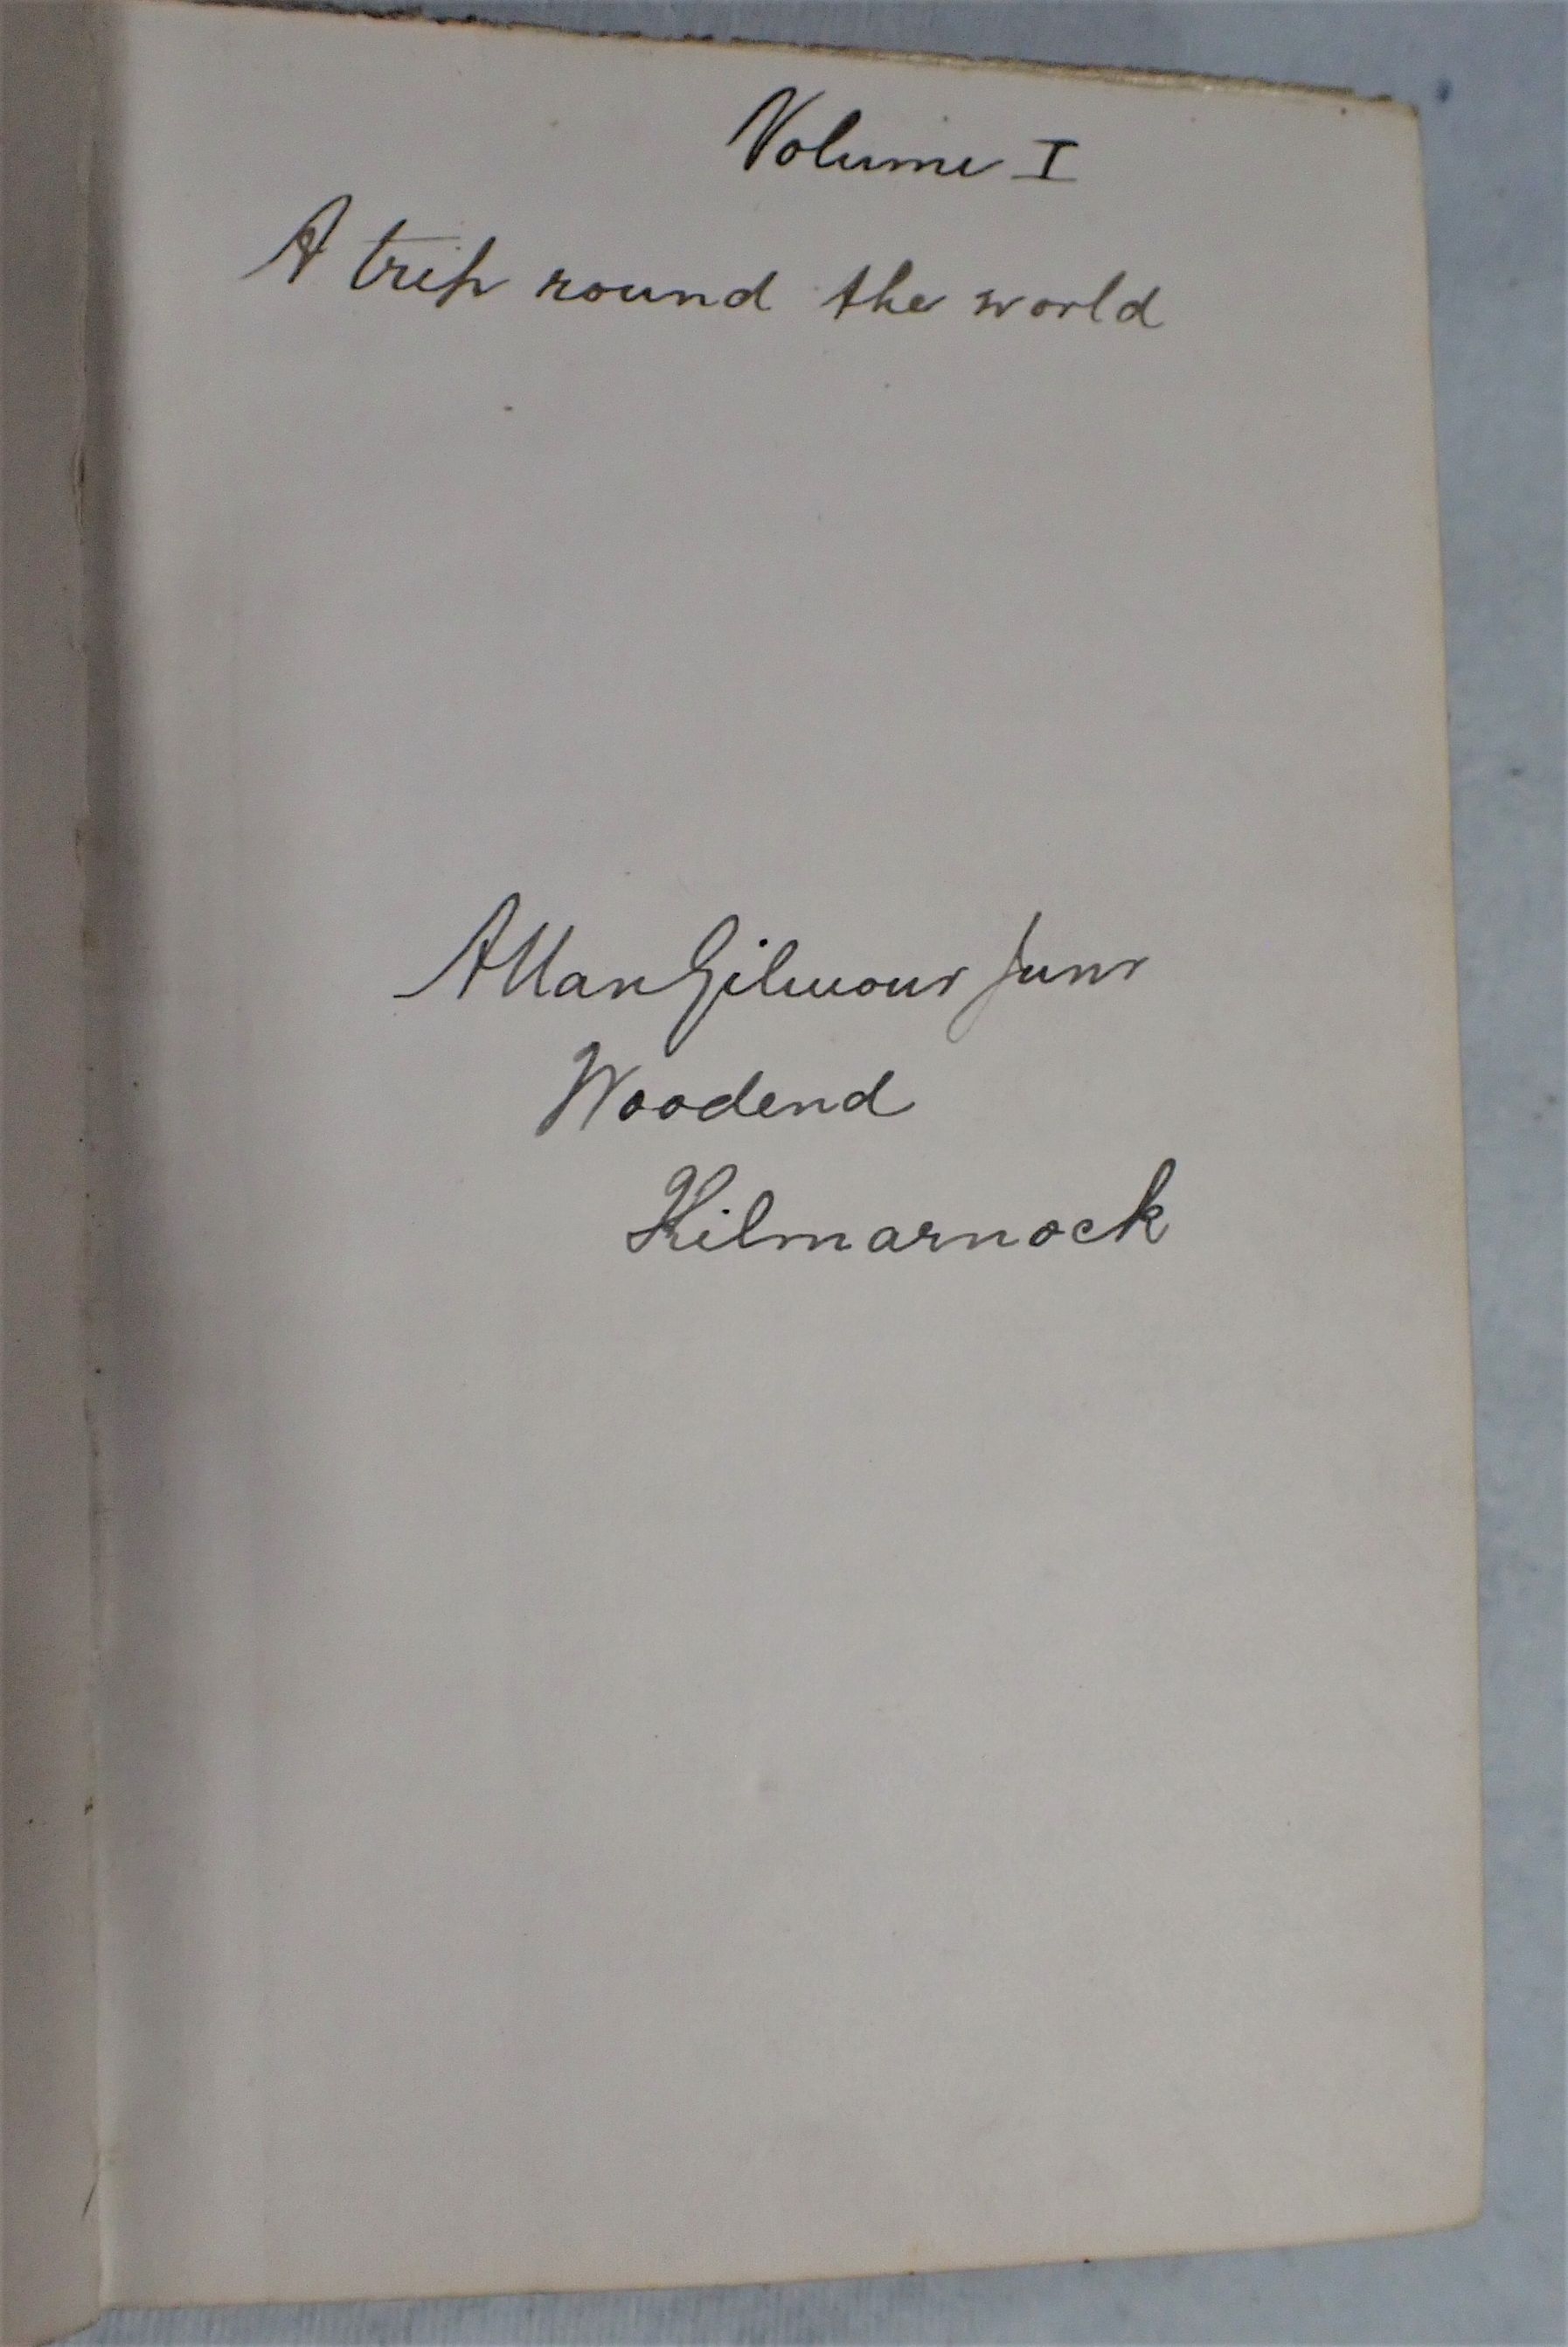 Volume I
A trip round the world
Allan Gilmour Junr
Woodend
Kilmarnock